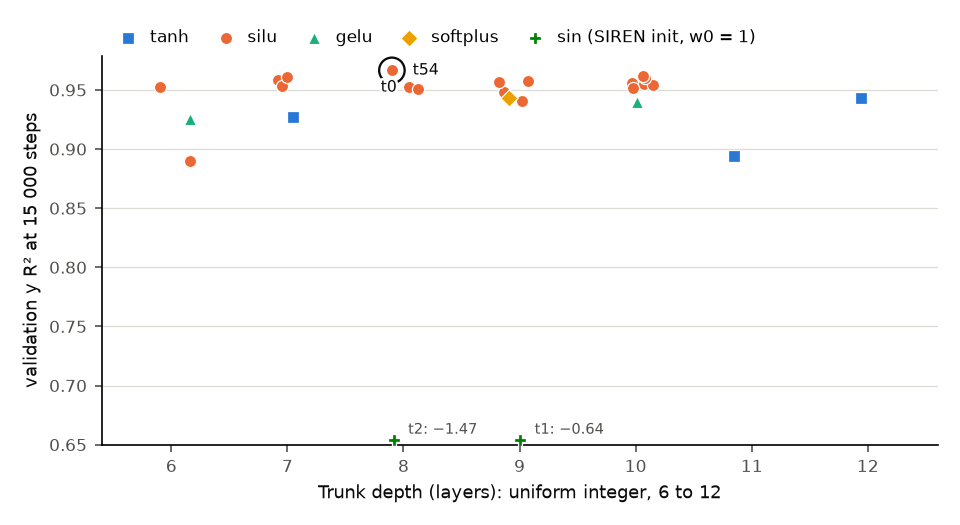 tanh silu gelu softplus sin (SIREN init, w0 = 1)
validation y R² at 15 000 steps
0.95
0.90
0.85
0.80
0.75
0.70
0.65
t54
t0
t2: −1.47
t1: −0.64
6 7 8 9 10 11 12
Trunk depth (layers): uniform integer, 6 to 12